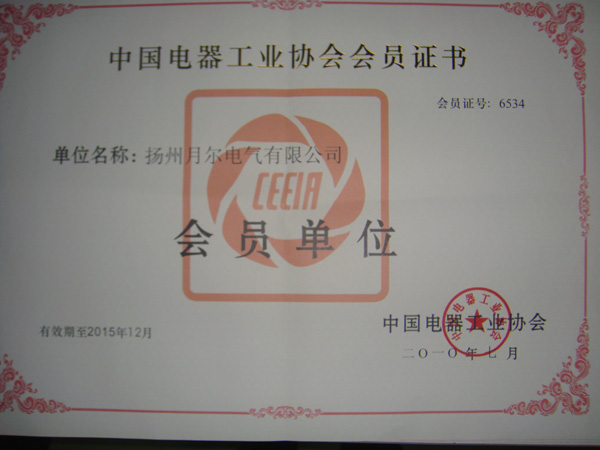 中国电器工业协会会员证书
会员证号: 6534
单位名称: 扬州月尔电气有限公司
CEEIA
会员单位
有效期至2015年12月
中国电器工业协会
二〇一〇年七月